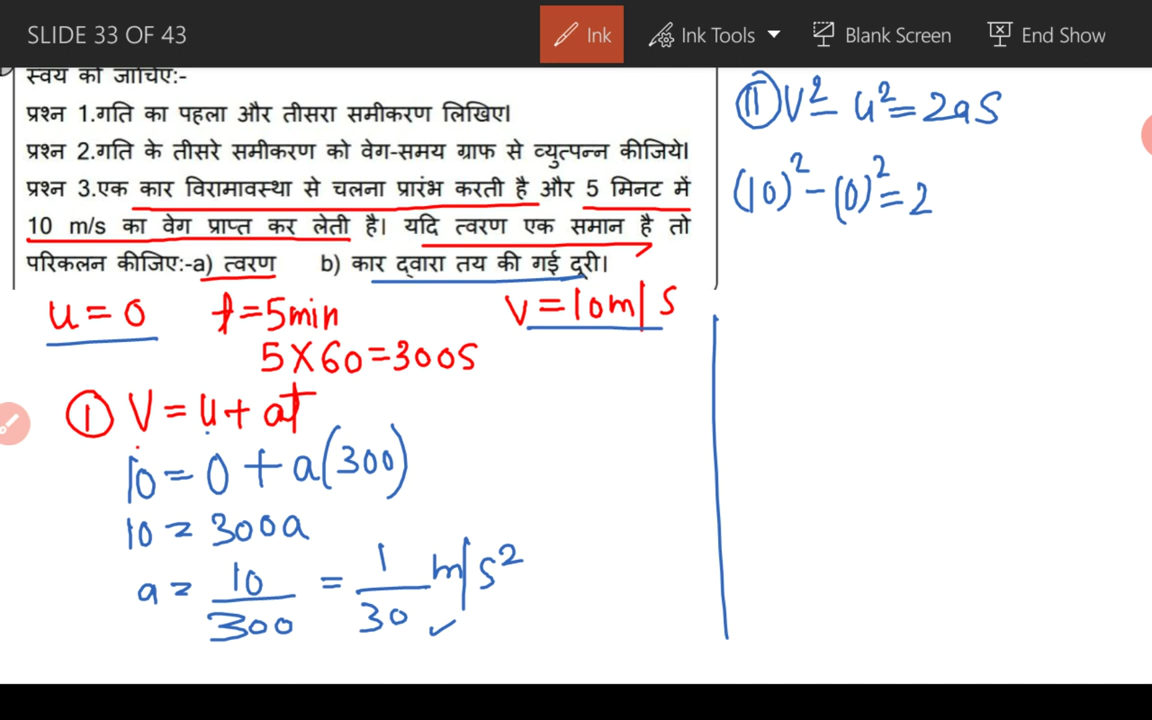 SLIDE 33 OF 43
Ink
Ink Tools
Blank Screen
End Show
स्वयं को जांचिए:-
प्रश्न 1.गति का पहला और तीसरा समीकरण लिखिए।
प्रश्न 2.गति के तीसरे समीकरण को वेग-समय ग्राफ से व्युत्पन्न कीजिये।
प्रश्न 3.एक कार विरामावस्था से चलना प्रारंभ करती है और 5 मिनट में
10 m/s का वेग प्राप्त कर लेती है। यदि त्वरण एक समान है तो
परिकलन कीजिए:-a) त्वरण b) कार द्वारा तय की गई दूरी।
u = 0 t = 5min v = 10m/s
5 X 60 = 300S
① V = u + at
10 = 0 + a(300)
10 = 300a
a = 10/300 = 1/30 m/s²
Ⅱ V² - u² = 2aS
(10)² - (0)² = 2